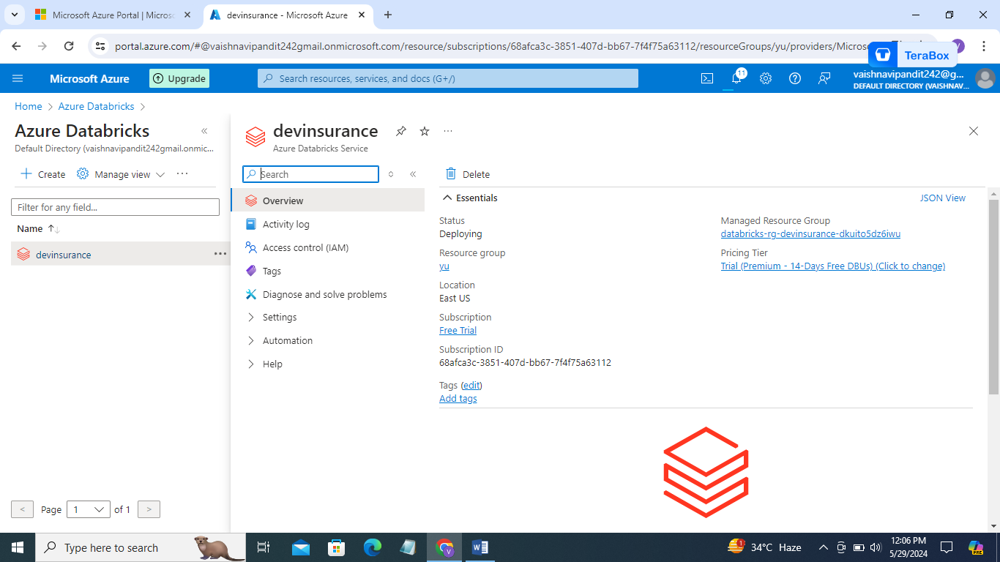 Microsoft Azure Portal | Micros
devinsurance - Microsoft Azure
portal.azure.com/#@vaishnavipandit242gmail.onmicrosoft.com/resource/subscriptions/68afca3c-3851-407d-bb67-7f4f75a63112/resourceGroups/yu/providers/Micros
V
TeraBox
Microsoft Azure
Upgrade
Search resources, services, and docs (G+/)
11
vaishnavipandit242@g...
DEFAULT DIRECTORY (VAISHNAV...
Home > Azure Databricks >
Azure Databricks «
Default Directory (vaishnavipandit242gmail.onmic...
+ Create Manage view ...
Filter for any field...
Name ↑↓
devinsurance ...
< Page 1 of 1 >
devinsurance ...
Azure Databricks Service
Search «
Overview
Activity log
Access control (IAM)
Tags
Diagnose and solve problems
Settings
Automation
Help
Delete
Essentials JSON View
Status
Deploying
Resource group
yu
Location
East US
Subscription
Free Trial
Subscription ID
68afca3c-3851-407d-bb67-7f4f75a63112
Tags (edit)
Add tags
Managed Resource Group
databricks-rg-devinsurance-dkuito5dz6iwu
Pricing Tier
Trial (Premium - 14-Days Free DBUs) (Click to change)
Type here to search
V
W
1
34°C Haze
12:06 PM
5/29/2024
PRE